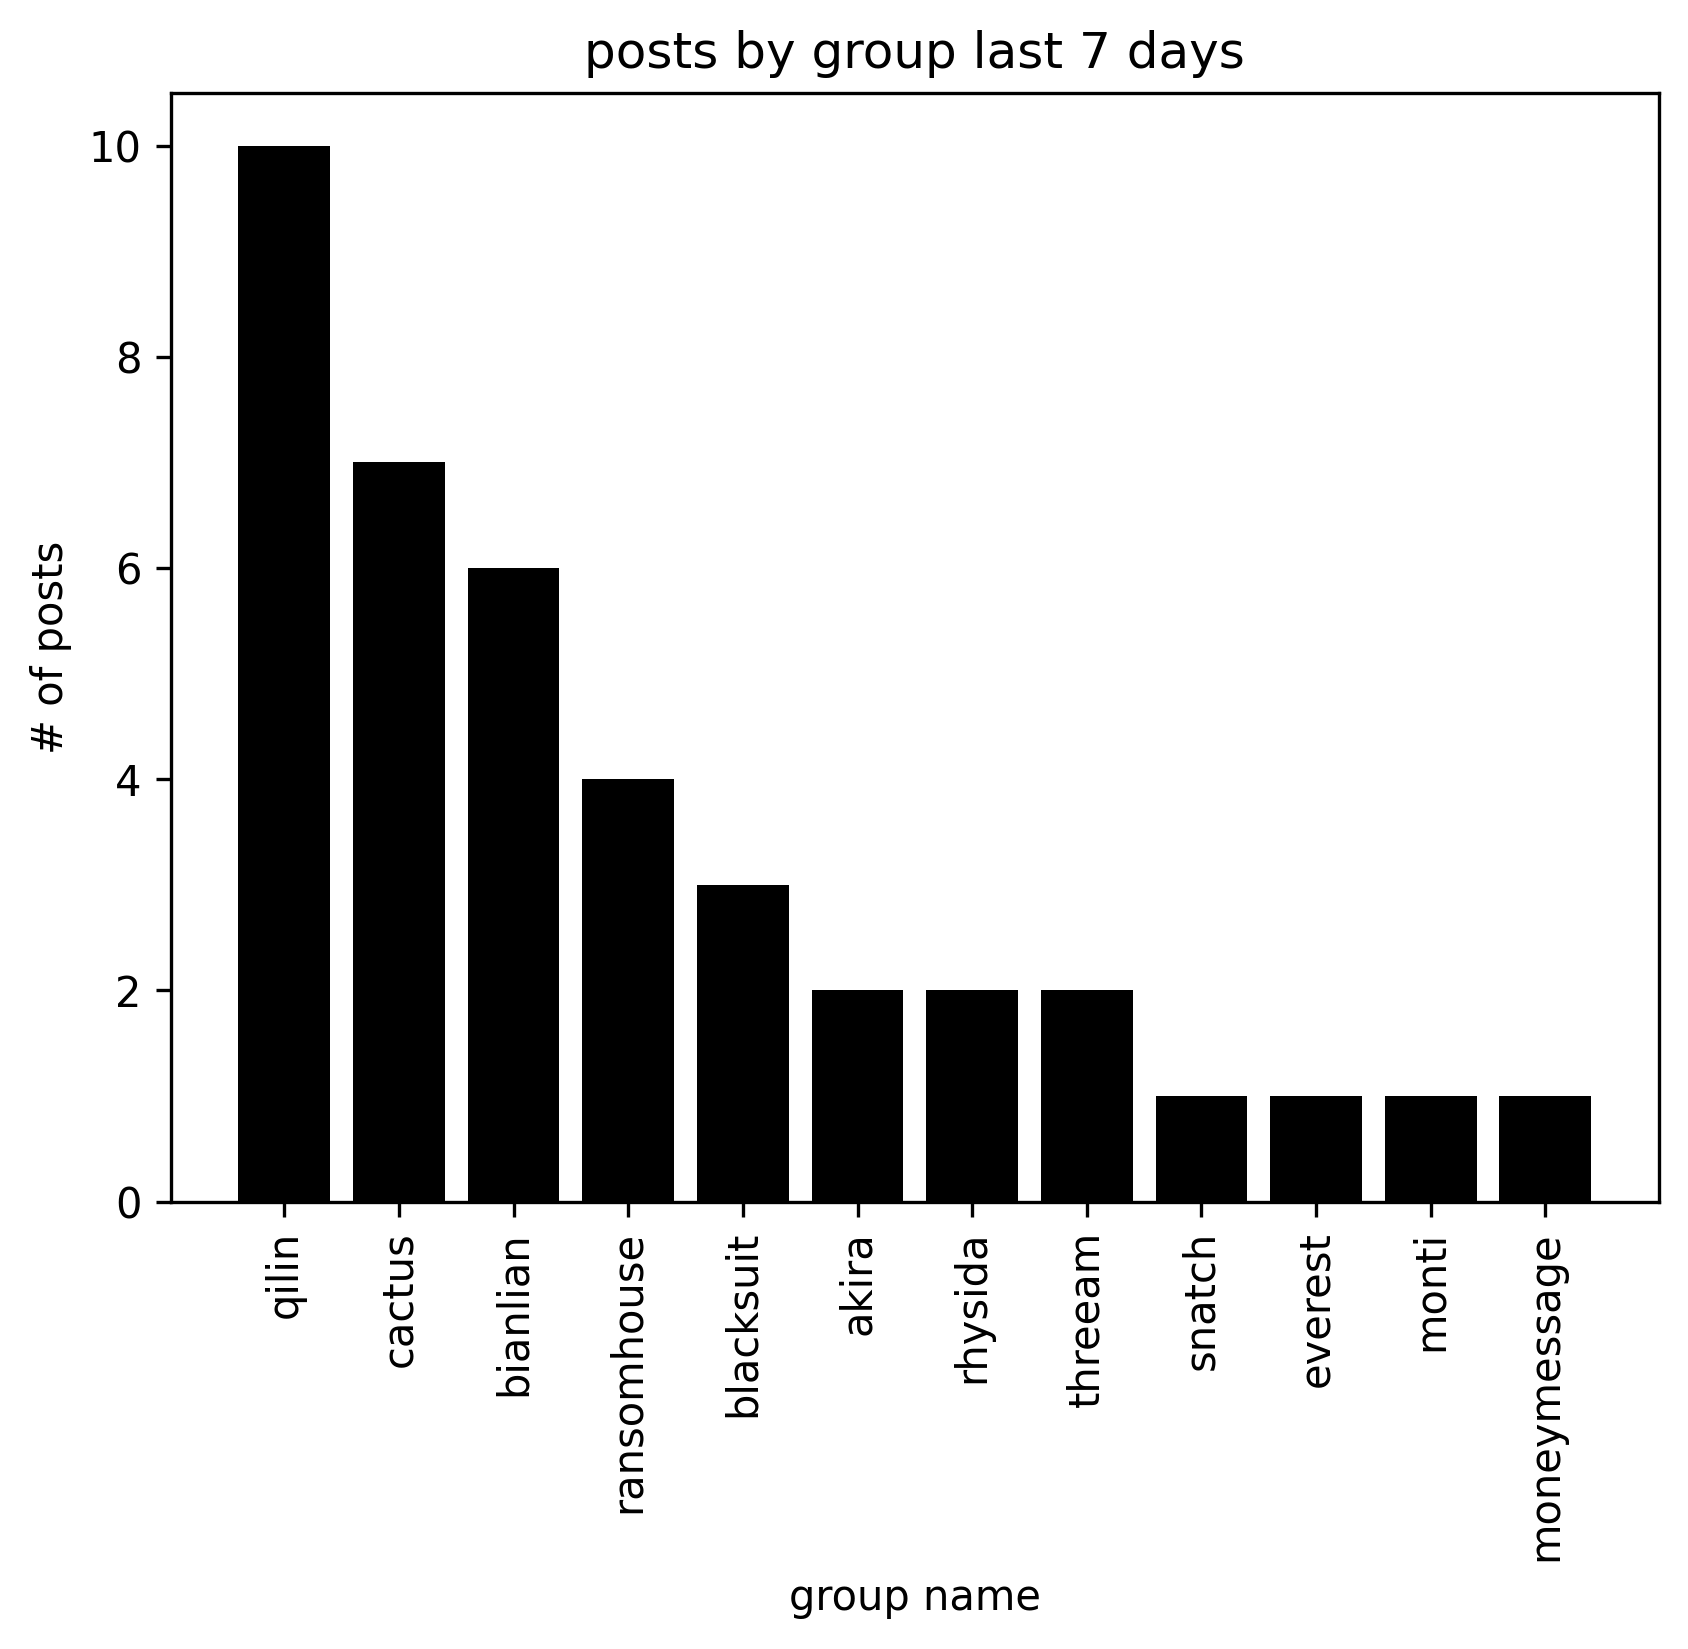 posts by group last 7 days
10
8
6
4
2
0
# of posts
qilin
cactus
bianlian
ransomhouse
blacksuit
akira
rhysida
threeam
snatch
everest
monti
moneymessage
group name